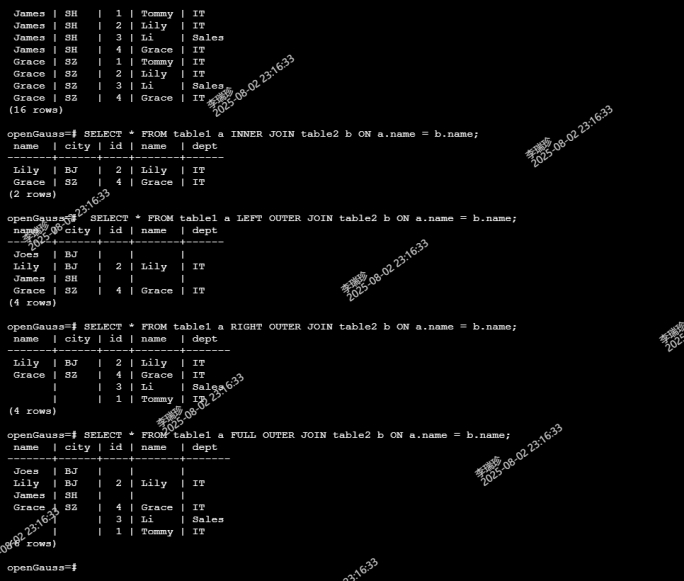 James | SH   |  1 | Tommy | IT
James | SH   |  2 | Lily  | IT
James | SH   |  3 | Li    | Sales
James | SH   |  4 | Grace | IT
Grace | SZ   |  1 | Tommy | IT
Grace | SZ   |  2 | Lily  | IT
Grace | SZ   |  3 | Li    | Sales
Grace | SZ   |  4 | Grace | IT
(16 rows)
李瑞珍
2025-08-02 23:16:33
openGauss=# SELECT * FROM table1 a INNER JOIN table2 b ON a.name = b.name;
name  | city | id | name  | dept
-------+------+----+-------+------
Lily  | BJ   |  2 | Lily  | IT
Grace | SZ   |  4 | Grace | IT
(2 rows)
李瑞珍
2025-08-02 23:16:33
openGauss=#  SELECT * FROM table1 a LEFT OUTER JOIN table2 b ON a.name = b.name;
name  | city | id | name  | dept
-------+------+----+-------+------
Joes  | BJ   |    |       |
Lily  | BJ   |  2 | Lily  | IT
James | SH   |    |       |
Grace | SZ   |  4 | Grace | IT
(4 rows)
李瑞珍
2025-08-02 23:16:33
李瑞珍
2025-08-02 23:16:33
openGauss=# SELECT * FROM table1 a RIGHT OUTER JOIN table2 b ON a.name = b.name;
name  | city | id | name  | dept
-------+------+----+-------+-------
Lily  | BJ   |  2 | Lily  | IT
Grace | SZ   |  4 | Grace | IT
      |      |  3 | Li    | Sales
      |      |  1 | Tommy | IT
(4 rows)
李瑞珍
李瑞珍
2025-08-02 23:16:33
openGauss=# SELECT * FROM table1 a FULL OUTER JOIN table2 b ON a.name = b.name;
name  | city | id | name  | dept
-------+------+----+-------+-------
Joes  | BJ   |    |       |
Lily  | BJ   |  2 | Lily  | IT
James | SH   |    |       |
Grace | SZ   |  4 | Grace | IT
      |      |  3 | Li    | Sales
      |      |  1 | Tommy | IT
(6 rows)
李瑞珍
2025-08-02 23:16:33
openGauss=#